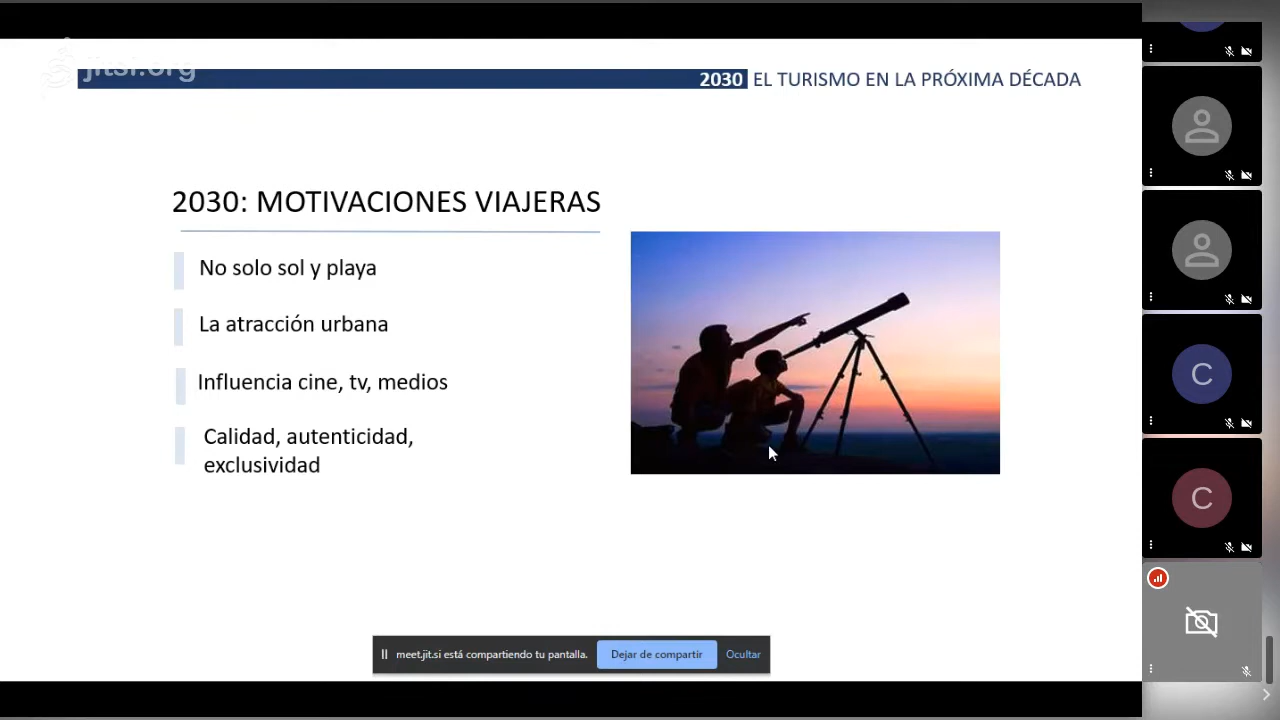 jitsi.org
2030 EL TURISMO EN LA PRÓXIMA DÉCADA
2030: MOTIVACIONES VIAJERAS
No solo sol y playa
La atracción urbana
Influencia cine, tv, medios
Calidad, autenticidad,
exclusividad
C
C
meet.jit.si está compartiendo tu pantalla. Dejar de compartir Ocultar